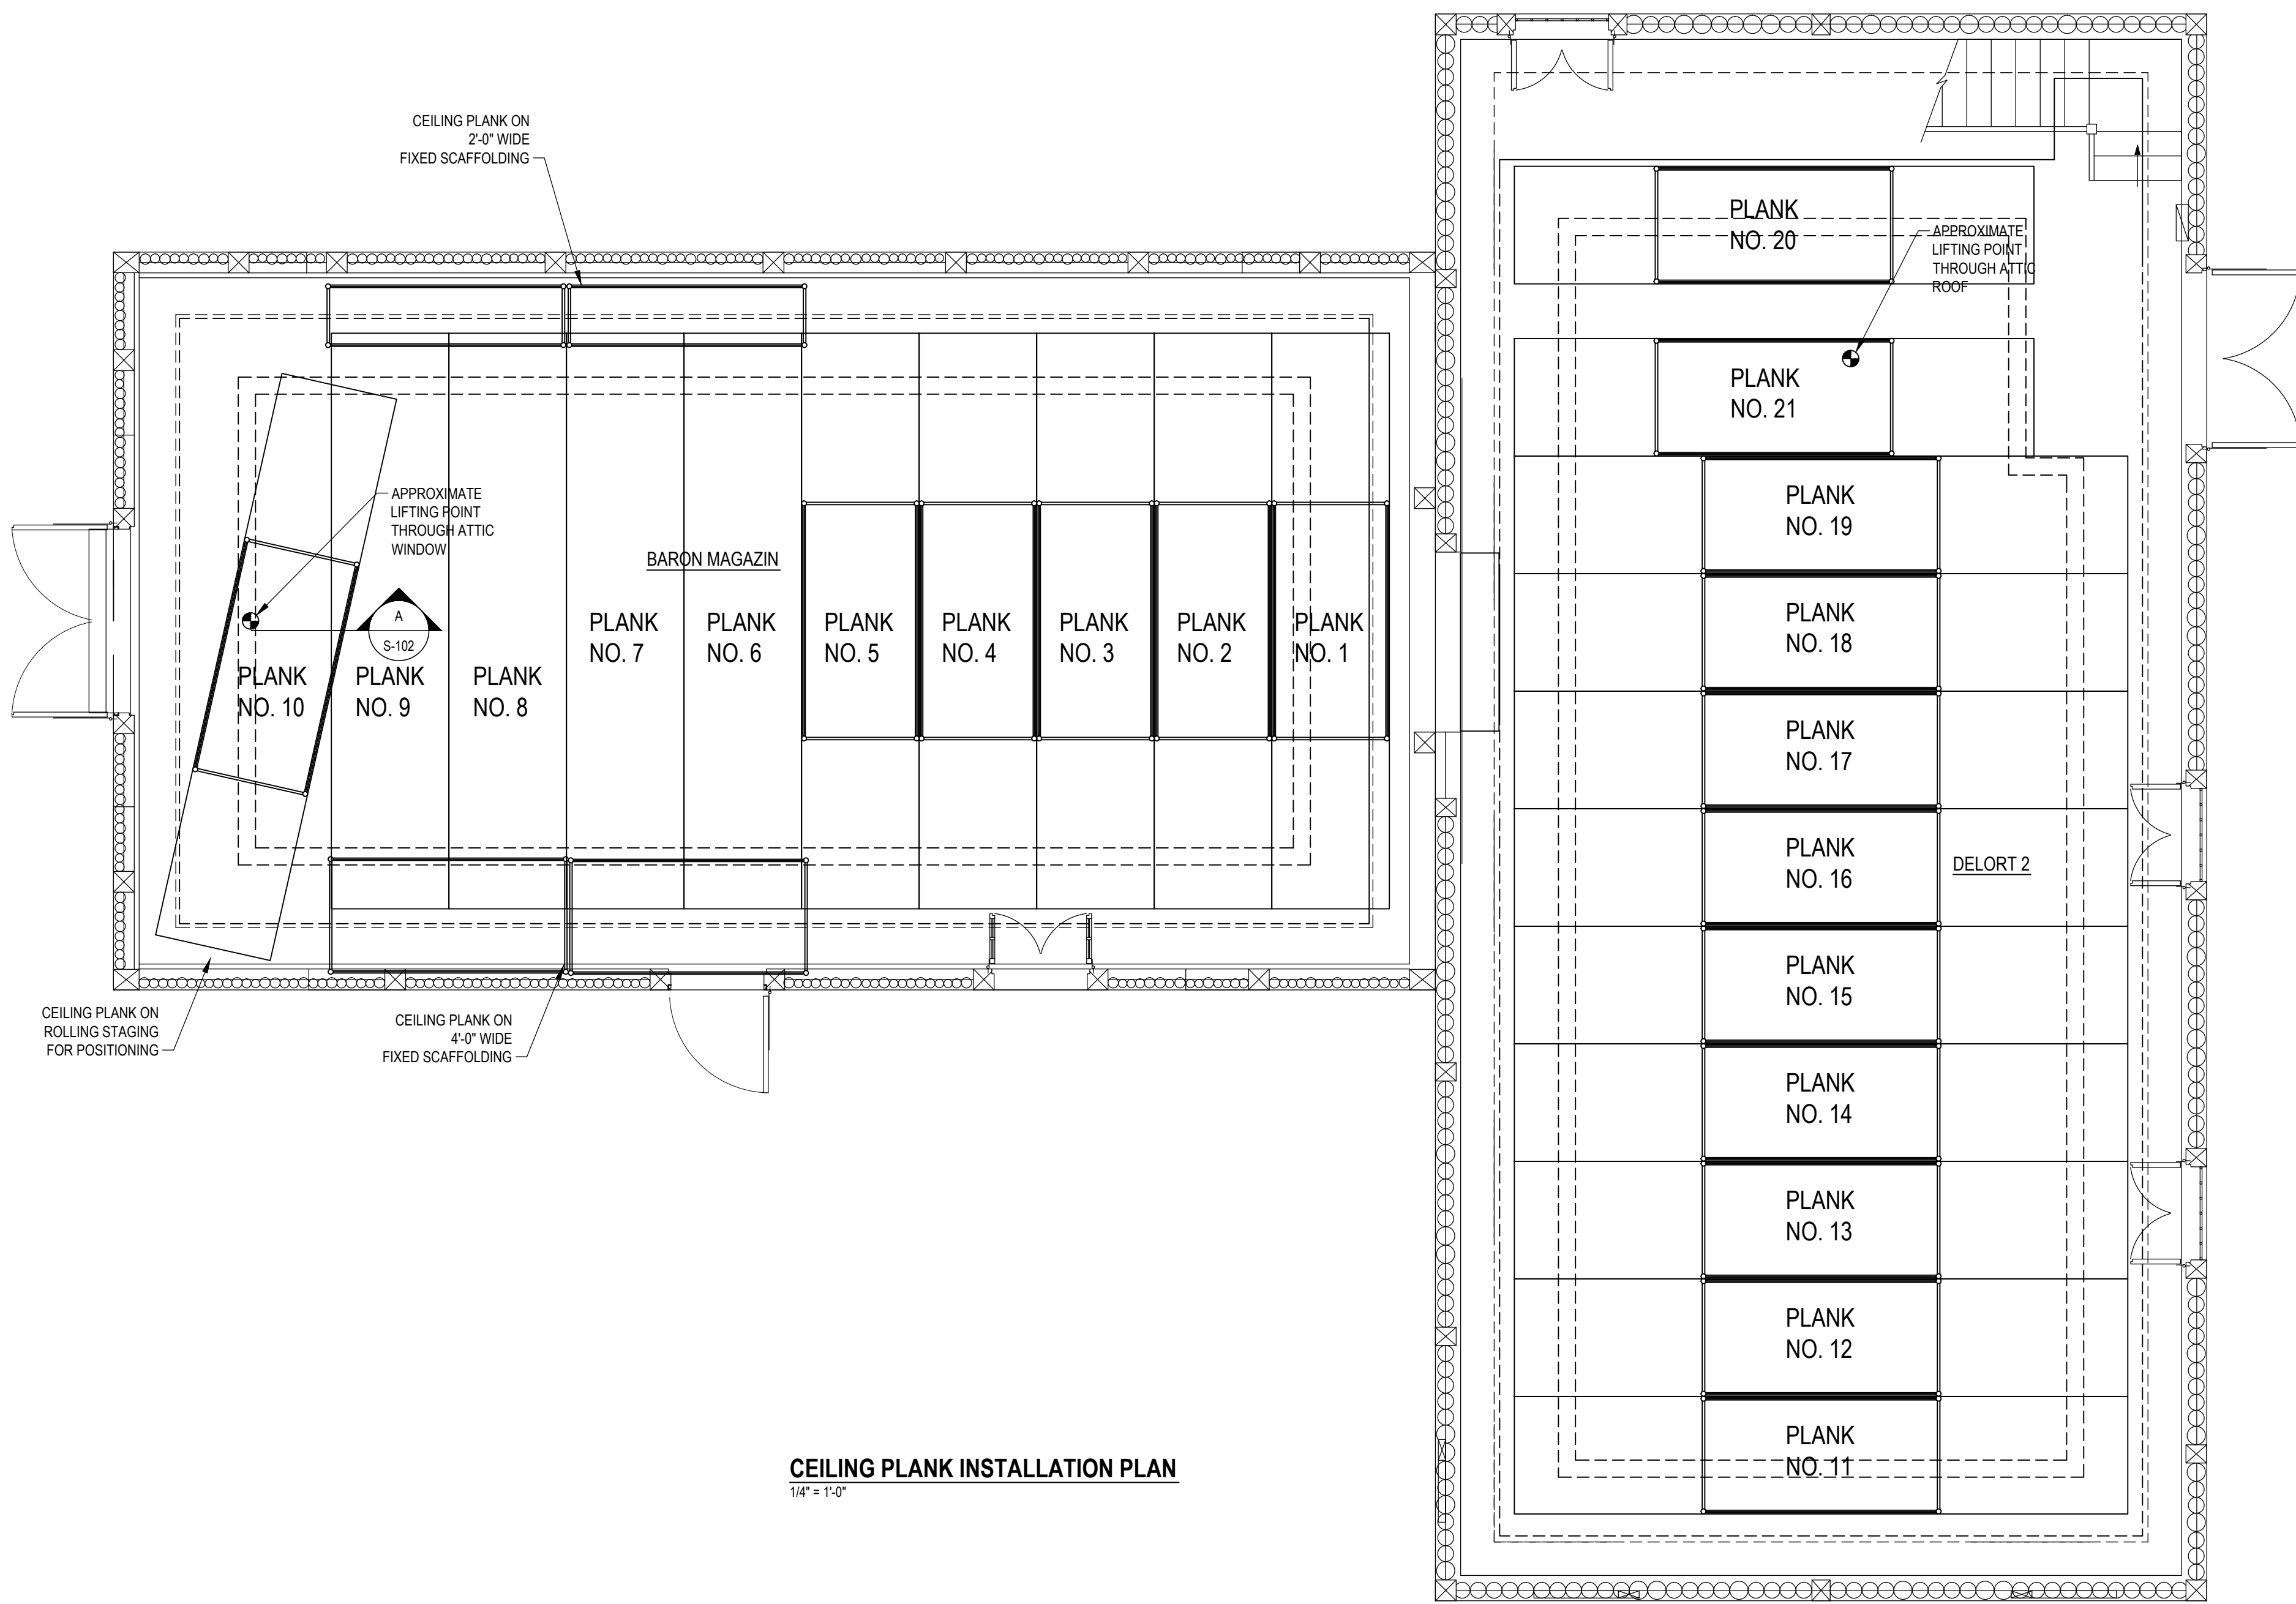 CEILING PLANK ON
2'-0" WIDE
FIXED SCAFFOLDING
APPROXIMATE
LIFTING POINT
THROUGH ATTIC
WINDOW
A
S-102
BARON MAGAZIN
PLANK
NO. 10
PLANK
NO. 9
PLANK
NO. 8
PLANK
NO. 7
PLANK
NO. 6
PLANK
NO. 5
PLANK
NO. 4
PLANK
NO. 3
PLANK
NO. 2
PLANK
NO. 1
CEILING PLANK ON
ROLLING STAGING
FOR POSITIONING
CEILING PLANK ON
4'-0" WIDE
FIXED SCAFFOLDING
PLANK
NO. 20
APPROXIMATE
LIFTING POINT
THROUGH ATTIC
ROOF
PLANK
NO. 21
PLANK
NO. 19
PLANK
NO. 18
PLANK
NO. 17
PLANK
NO. 16
DELORT 2
PLANK
NO. 15
PLANK
NO. 14
PLANK
NO. 13
PLANK
NO. 12
PLANK
NO. 11
CEILING PLANK INSTALLATION PLAN
1/4" = 1'-0"